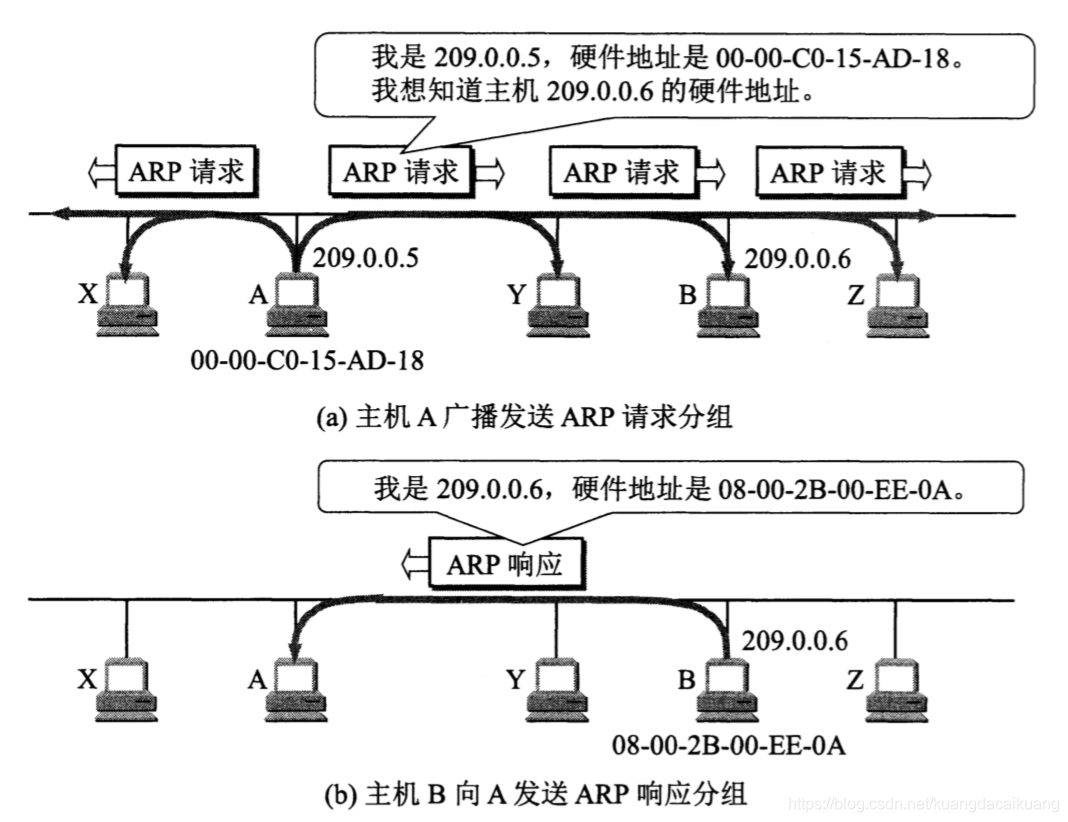 我是 209.0.0.5，硬件地址是 00-00-C0-15-AD-18。
我想知道主机 209.0.0.6 的硬件地址。
ARP 请求
ARP 请求
ARP 请求
ARP 请求
209.0.0.5
209.0.0.6
X
A
Y
B
Z
00-00-C0-15-AD-18
(a) 主机 A 广播发送 ARP 请求分组
我是 209.0.0.6，硬件地址是 08-00-2B-00-EE-0A。
ARP 响应
209.0.0.6
X
A
Y
B
Z
08-00-2B-00-EE-0A
(b) 主机 B 向 A 发送 ARP 响应分组
https://blog.csdn.net/kuangdacaikuang